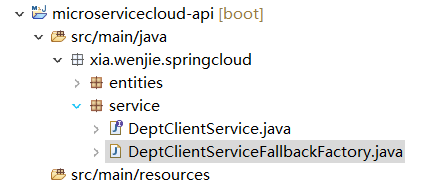 microservicecloud-api [boot]
src/main/java
xia.wenjie.springcloud
entities
service
DeptClientService.java
DeptClientServiceFallbackFactory.java
src/main/resources